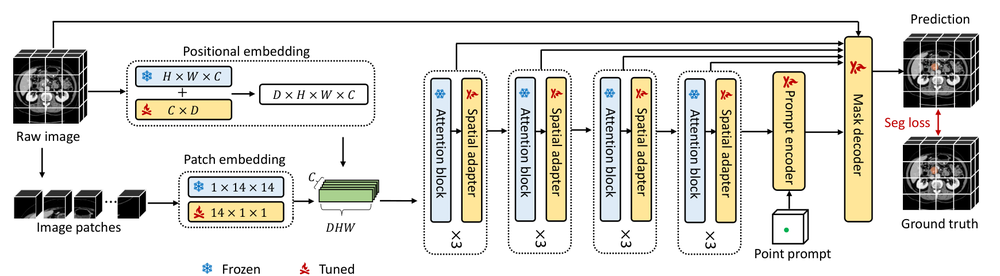 Prediction
Positional embedding
H × W × C
+
C × D
D × H × W × C
Raw image
Patch embedding
1 × 14 × 14
14 × 1 × 1
Image patches
C
DHW
Attention block
Spatial adapter
×3
Attention block
Spatial adapter
×3
Attention block
Spatial adapter
×3
Attention block
Spatial adapter
×3
Prompt encoder
Point prompt
Mask decoder
Seg loss
Ground truth
Frozen
Tuned